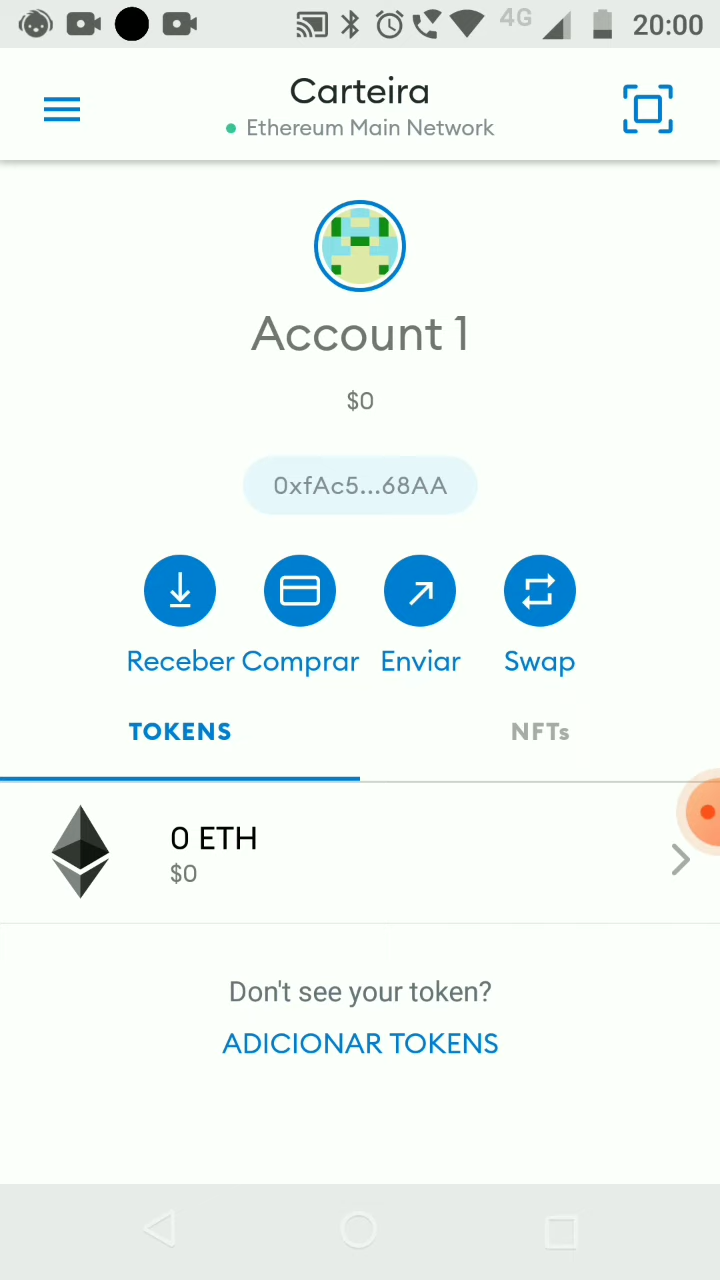 4G 20:00
Carteira
Ethereum Main Network
Account 1
$0
0xfAc5...68AA
Receber Comprar Enviar Swap
TOKENS NFTs
0 ETH
$0
Don't see your token?
ADICIONAR TOKENS